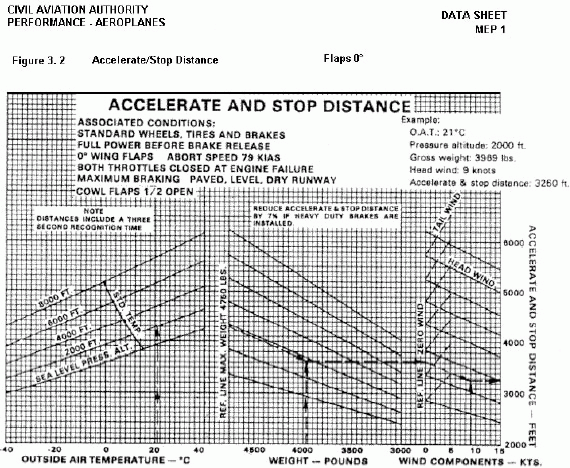 CIVIL AVIATION AUTHORITY
PERFORMANCE - AEROPLANES
DATA SHEET
MEP 1
Figure 3. 2 Accelerate/Stop Distance Flaps 0°
ACCELERATE AND STOP DISTANCE
ASSOCIATED CONDITIONS:
STANDARD WHEELS, TIRES AND BRAKES
FULL POWER BEFORE BRAKE RELEASE
0° WING FLAPS ABORT SPEED 79 KIAS
BOTH THROTTLES CLOSED AT ENGINE FAILURE
MAXIMUM BRAKING PAVED, LEVEL, DRY RUNWAY
COWL FLAPS 1/2 OPEN
Example:
O.A.T.: 21°C
Pressure altitude: 2000 ft.
Gross weight: 3969 lbs.
Head wind: 9 knots
Accelerate & stop distance: 3260 ft.
NOTE
DISTANCES INCLUDE A THREE
SECOND RECOGNITION TIME
REDUCE ACCELERATE & STOP DISTANCE
BY 7% IF HEAVY DUTY BRAKES ARE
INSTALLED
8000 FT.
6000 FT.
4000 FT.
2000 FT.
SEA LEVEL PRESS. ALT.
STD TEMP
REF. LINE MAX. WEIGHT 4750 LBS.
REF. LINE ZERO WIND
TAIL WIND
HEAD WIND
6000
5000
4000
3000
2000
ACCELERATE AND STOP DISTANCE — FEET
-40 -20 0 20 40
OUTSIDE AIR TEMPERATURE — °C
4500 4000 3500 3000
WEIGHT — POUNDS
0 5 10 15
WIND COMPONENTS — KTS.